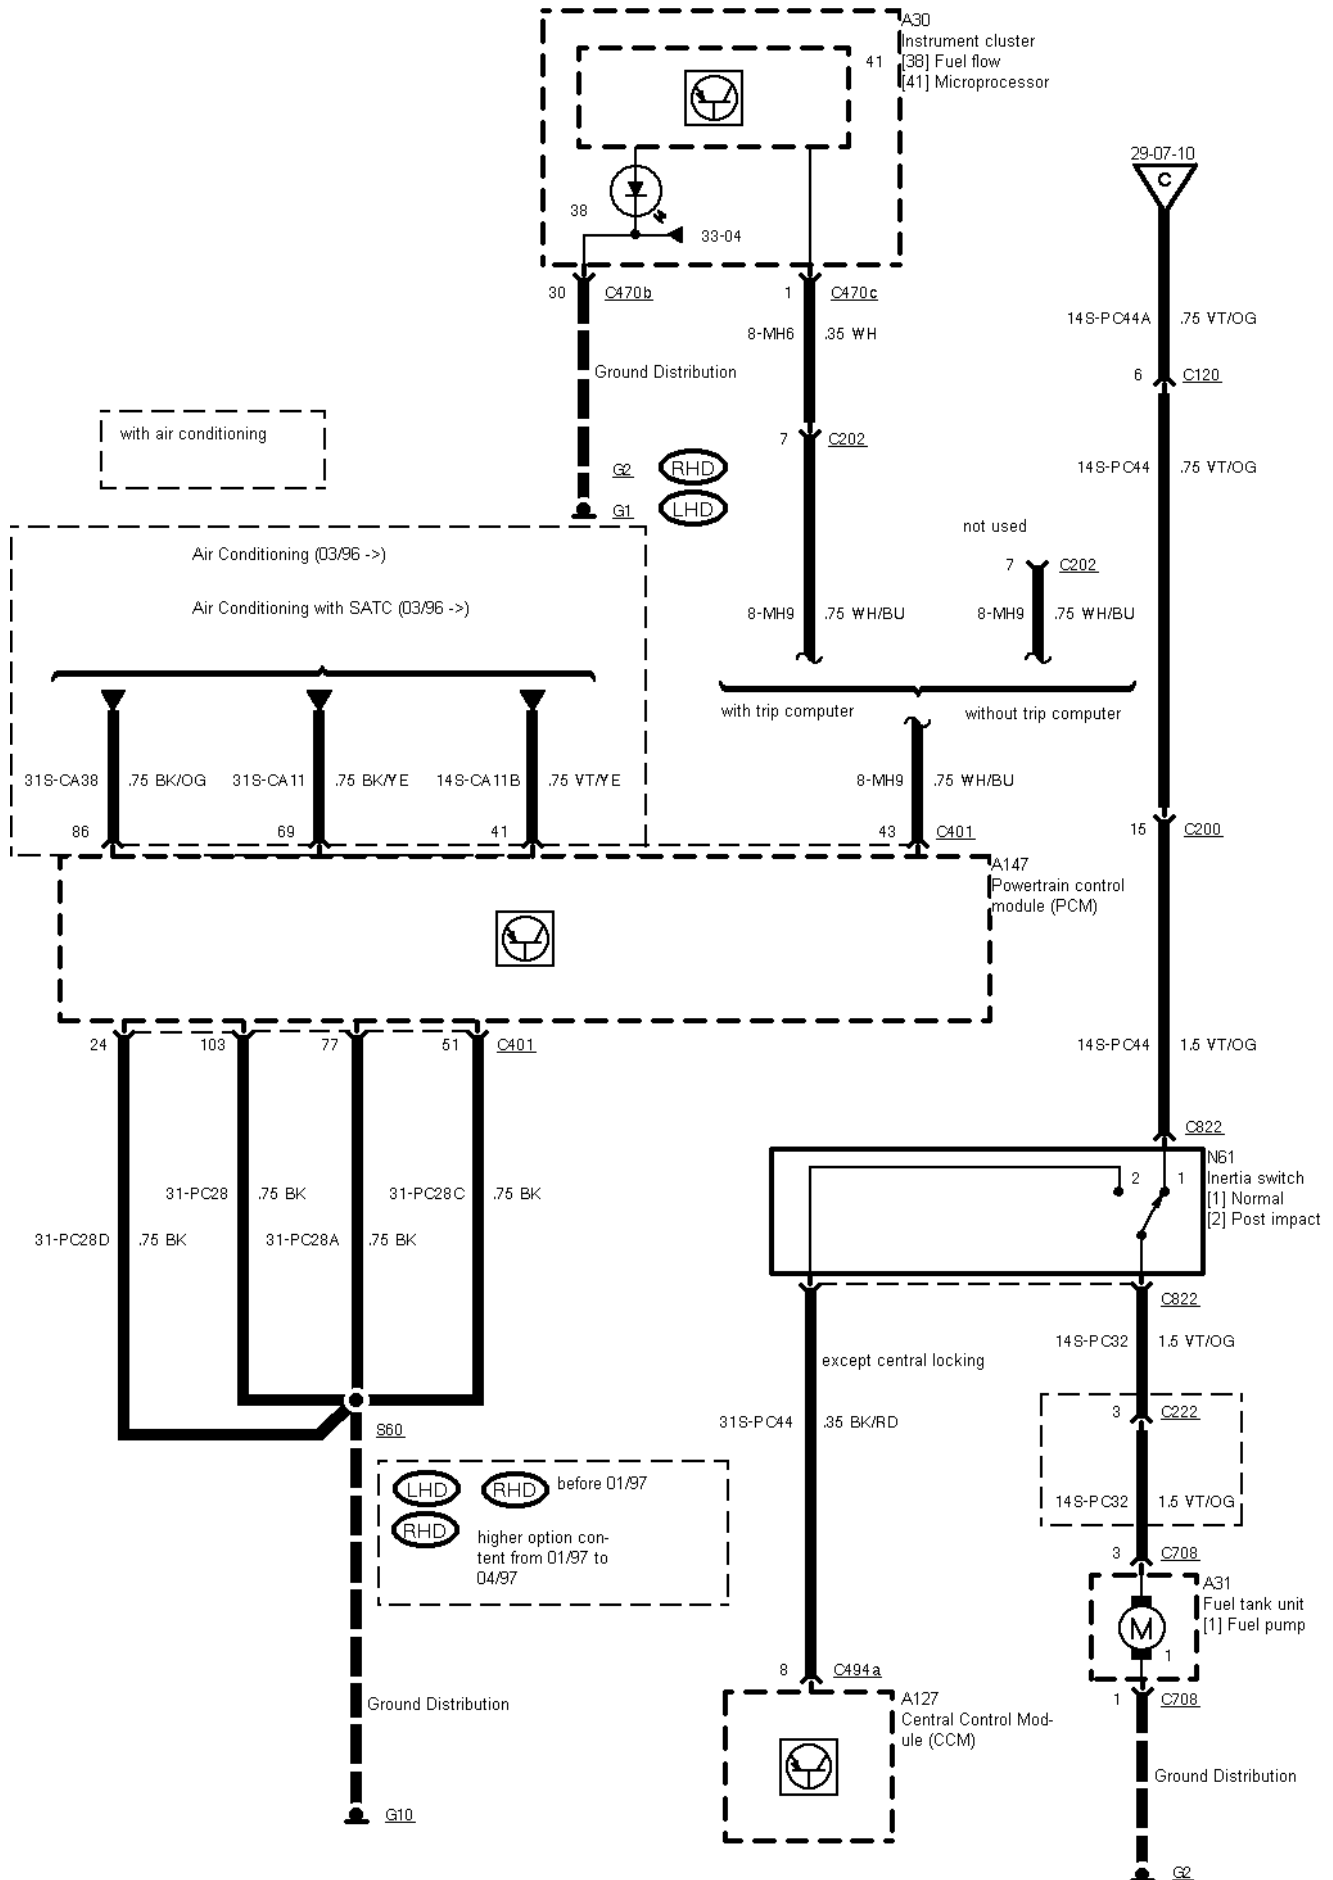 A30
Instrument cluster
[38] Fuel flow
[41] Microprocessor
41
29-07-10
C
38
33-04
30 C470b
1 C470c
14S-PC44A .75 VT/OG
8-MH6 .35 WH
Ground Distribution
6 C120
with air conditioning
7 C202
G2 RHD
14S-PC44 .75 VT/OG
G1 LHD
not used
Air Conditioning (03/96 ->)
7 C202
Air Conditioning with SATC (03/96 ->)
8-MH9 .75 WH/BU
8-MH9 .75 WH/BU
with trip computer
without trip computer
31S-CA38 .75 BK/OG
31S-CA11 .75 BK/YE
14S-CA11B .75 VT/YE
8-MH9 .75 WH/BU
86
69
41
43 C401
15 C200
A147
Powertrain control
module (PCM)
24
103
77
51 C401
14S-PC44 1.5 VT/OG
C822
N61
Inertia switch
[1] Normal
[2] Post impact
2
1
31-PC28 .75 BK
31-PC28C .75 BK
31-PC28D .75 BK
31-PC28A .75 BK
C822
14S-PC32 1.5 VT/OG
except central locking
3 C222
31S-PC44 .35 BK/RD
S60
LHD RHD before 01/97
RHD
higher option con-
tent from 01/97 to
04/97
14S-PC32 1.5 VT/OG
3 C708
A31
Fuel tank unit
[1] Fuel pump
M
1
8 C494a
1 C708
A127
Central Control Mod-
ule (CCM)
Ground Distribution
Ground Distribution
G10
G2